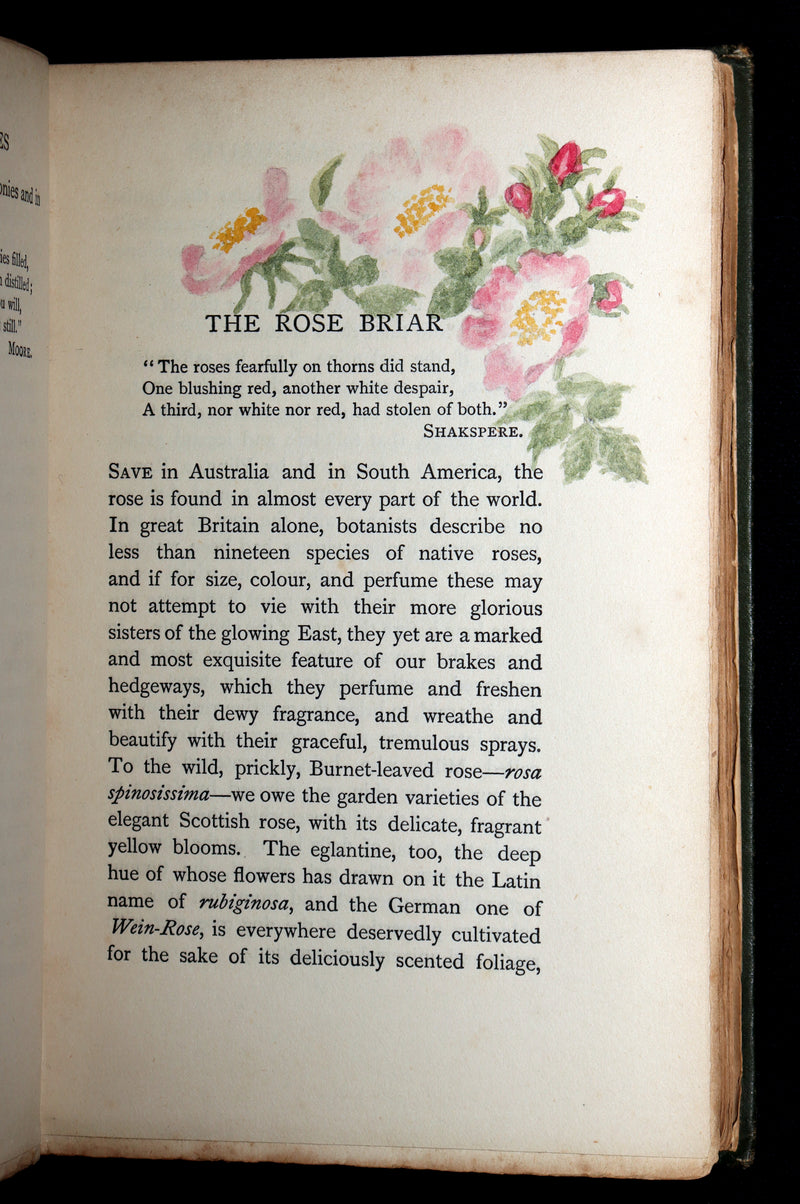 onies and in
ies filled,
distilled;
will,
still."
MOORE.
THE ROSE BRIAR
“The roses fearfully on thorns did stand,
One blushing red, another white despair,
A third, nor white nor red, had stolen of both.”
SHAKSPERE.
SAVE in Australia and in South America, the
rose is found in almost every part of the world.
In great Britain alone, botanists describe no
less than nineteen species of native roses,
and if for size, colour, and perfume these may
not attempt to vie with their more glorious
sisters of the glowing East, they yet are a marked
and most exquisite feature of our brakes and
hedgeways, which they perfume and freshen
with their dewy fragrance, and wreathe and
beautify with their graceful, tremulous sprays.
To the wild, prickly, Burnet-leaved rose—rosa
spinosissima—we owe the garden varieties of the
elegant Scottish rose, with its delicate, fragrant
yellow blooms. The eglantine, too, the deep
hue of whose flowers has drawn on it the Latin
name of rubiginosa, and the German one of
Wein-Rose, is everywhere deservedly cultivated
for the sake of its deliciously scented foliage,